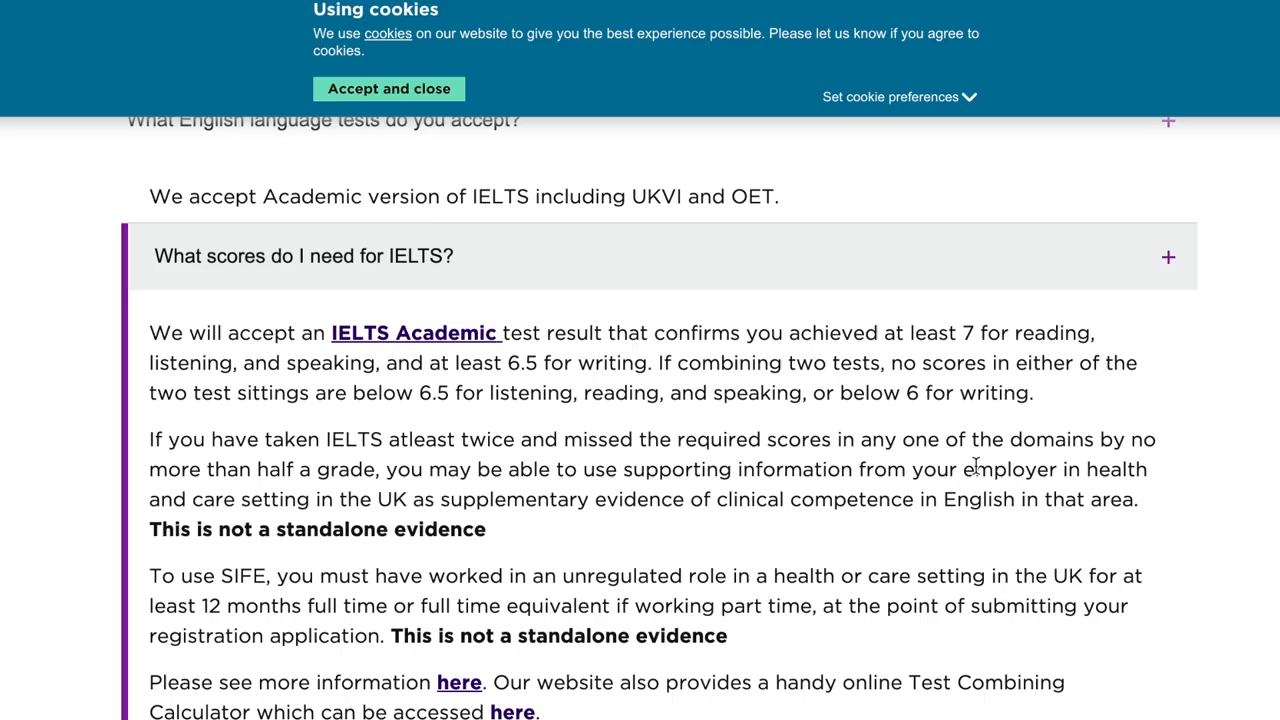 Using cookies
We use cookies on our website to give you the best experience possible. Please let us know if you agree to
cookies.
Accept and close
Set cookie preferences
What English language tests do you accept?
+
We accept Academic version of IELTS including UKVI and OET.
What scores do I need for IELTS?
+
We will accept an IELTS Academic test result that confirms you achieved at least 7 for reading,
listening, and speaking, and at least 6.5 for writing. If combining two tests, no scores in either of the
two test sittings are below 6.5 for listening, reading, and speaking, or below 6 for writing.
If you have taken IELTS atleast twice and missed the required scores in any one of the domains by no
more than half a grade, you may be able to use supporting information from your employer in health
and care setting in the UK as supplementary evidence of clinical competence in English in that area.
This is not a standalone evidence
To use SIFE, you must have worked in an unregulated role in a health or care setting in the UK for at
least 12 months full time or full time equivalent if working part time, at the point of submitting your
registration application. This is not a standalone evidence
Please see more information here. Our website also provides a handy online Test Combining
Calculator which can be accessed here.